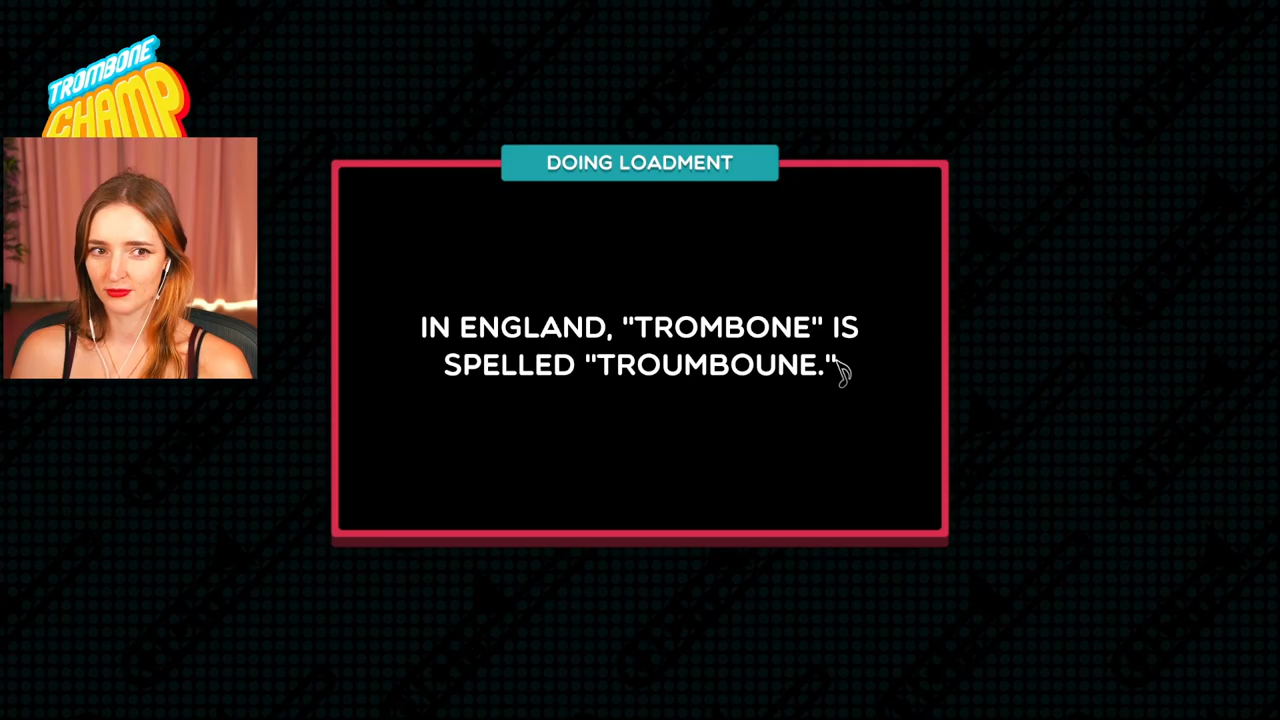 TROMBONE
CHAMP
DOING LOADMENT
IN ENGLAND, "TROMBONE" IS
SPELLED "TROUMBOUNE."